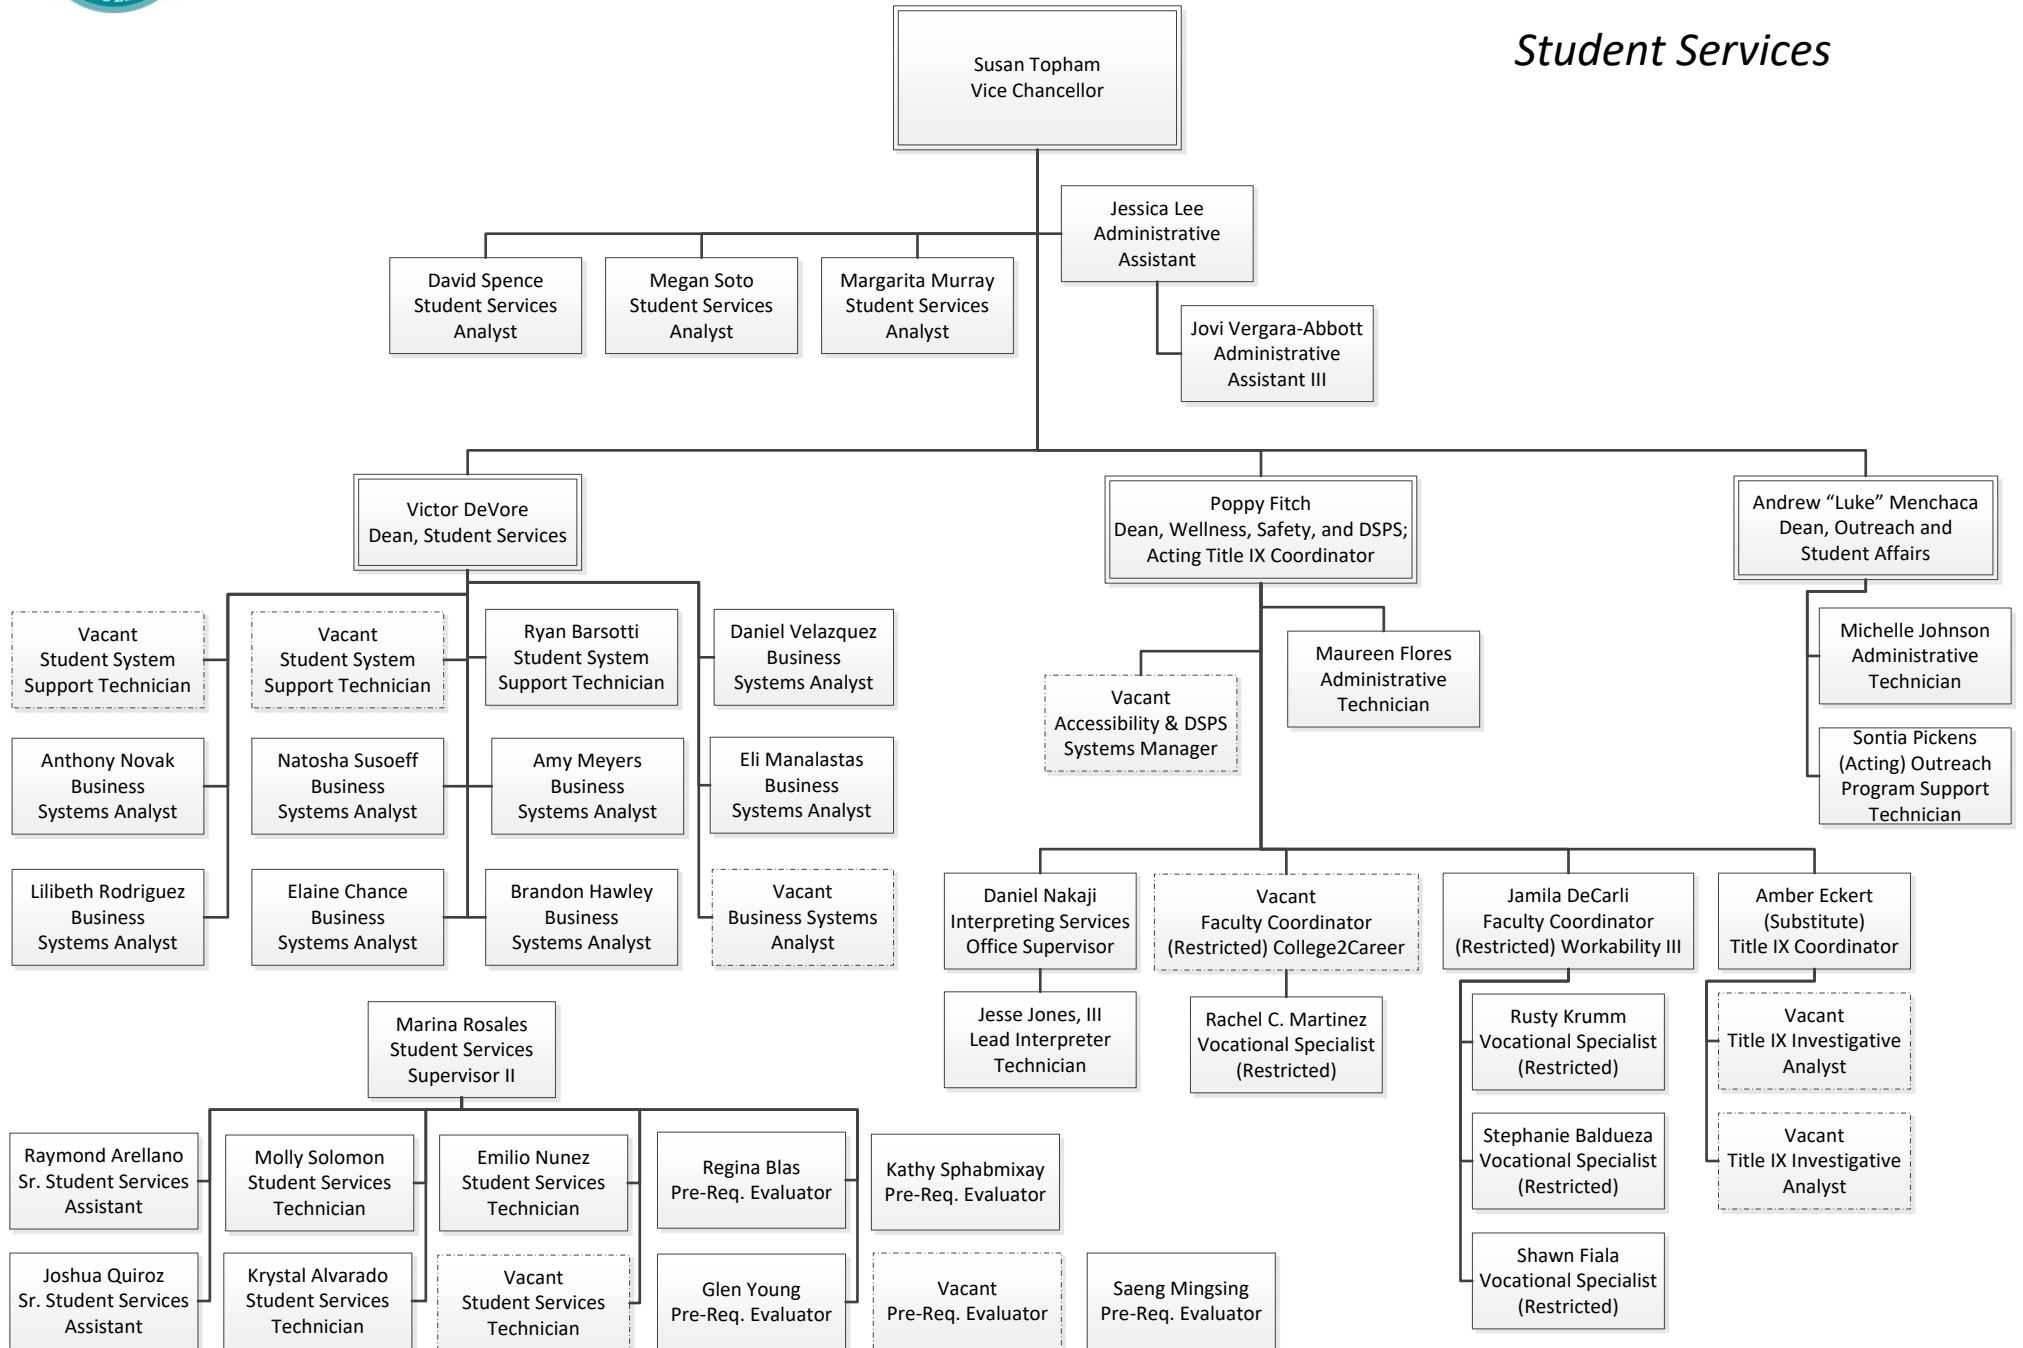 Student Services
Susan Topham
Vice Chancellor
Jessica Lee
Administrative
Assistant
David Spence
Student Services
Analyst
Megan Soto
Student Services
Analyst
Margarita Murray
Student Services
Analyst
Jovi Vergara-Abbott
Administrative
Assistant III
Victor DeVore
Dean, Student Services
Poppy Fitch
Dean, Wellness, Safety, and DSPS;
Acting Title IX Coordinator
Andrew “Luke” Menchaca
Dean, Outreach and
Student Affairs
Vacant
Student System
Support Technician
Vacant
Student System
Support Technician
Ryan Barsotti
Student System
Support Technician
Daniel Velazquez
Business
Systems Analyst
Anthony Novak
Business
Systems Analyst
Natosha Susoeff
Business
Systems Analyst
Amy Meyers
Business
Systems Analyst
Eli Manalastas
Business
Systems Analyst
Lilibeth Rodriguez
Business
Systems Analyst
Elaine Chance
Business
Systems Analyst
Brandon Hawley
Business
Systems Analyst
Vacant
Business Systems
Analyst
Vacant
Accessibility & DSPS
Systems Manager
Maureen Flores
Administrative
Technician
Michelle Johnson
Administrative
Technician
Sontia Pickens
(Acting) Outreach
Program Support
Technician
Daniel Nakaji
Interpreting Services
Office Supervisor
Vacant
Faculty Coordinator
(Restricted) College2Career
Jamila DeCarli
Faculty Coordinator
(Restricted) Workability III
Amber Eckert
(Substitute)
Title IX Coordinator
Jesse Jones, III
Lead Interpreter
Technician
Rachel C. Martinez
Vocational Specialist
(Restricted)
Rusty Krumm
Vocational Specialist
(Restricted)
Vacant
Title IX Investigative
Analyst
Stephanie Baldueza
Vocational Specialist
(Restricted)
Vacant
Title IX Investigative
Analyst
Shawn Fiala
Vocational Specialist
(Restricted)
Marina Rosales
Student Services
Supervisor II
Raymond Arellano
Sr. Student Services
Assistant
Molly Solomon
Student Services
Technician
Emilio Nunez
Student Services
Technician
Regina Blas
Pre-Req. Evaluator
Kathy Sphabmixay
Pre-Req. Evaluator
Joshua Quiroz
Sr. Student Services
Assistant
Krystal Alvarado
Student Services
Technician
Vacant
Student Services
Technician
Glen Young
Pre-Req. Evaluator
Vacant
Pre-Req. Evaluator
Saeng Mingsing
Pre-Req. Evaluator